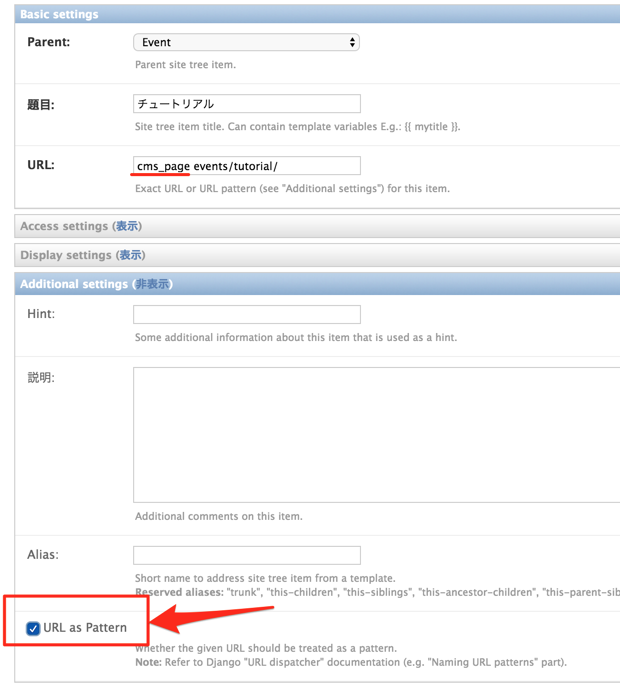 Basic settings
Parent:
Event
Parent site tree item.
題目:
チュートリアル
Site tree item title. Can contain template variables E.g.: {{ mytitle }}.
URL:
cms_page events/tutorial/
Exact URL or URL pattern (see "Additional settings") for this item.
Access settings (表示)
Display settings (表示)
Additional settings (非表示)
Hint:
Some additional information about this item that is used as a hint.
説明:
Additional comments on this item.
Alias:
Short name to address site tree item from a template.
Reserved aliases: "trunk", "this-children", "this-siblings", "this-ancestor-children", "this-parent-sib
URL as Pattern
Whether the given URL should be treated as a pattern.
Note: Refer to Django "URL dispatcher" documentation (e.g. "Naming URL patterns" part).